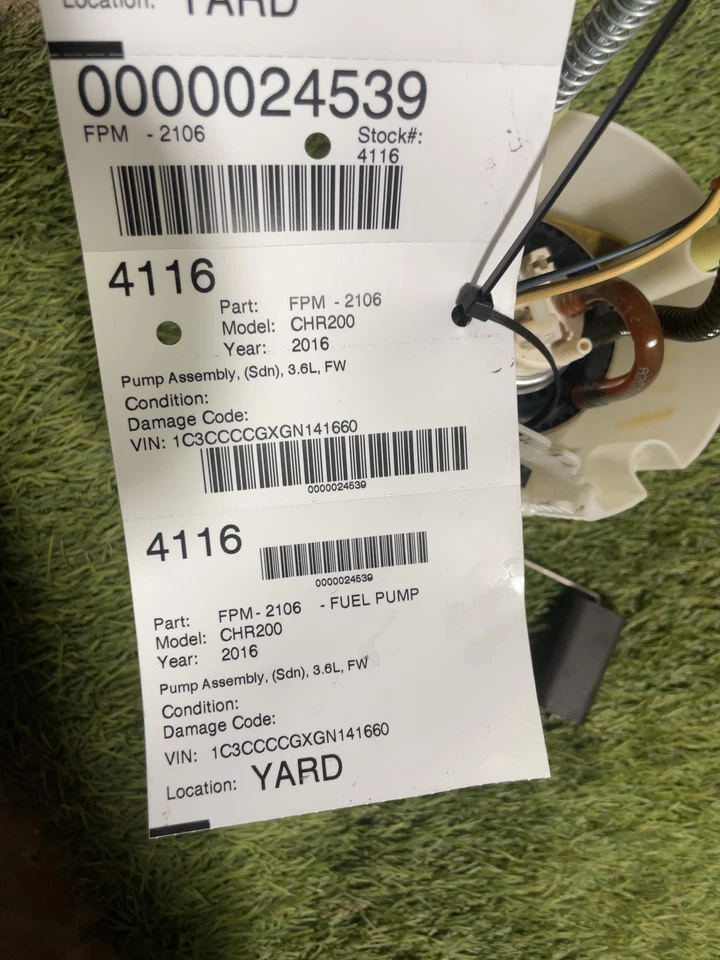 Location: YARD
0000024539
FPM - 2106 Stock#:
4116
4116
Part: FPM - 2106
Model: CHR200
Year: 2016
Pump Assembly, (Sdn), 3.6L, FW
Condition:
Damage Code:
VIN: 1C3CCCCGXGN141660
0000024539
4116
0000024539
Part: FPM - 2106 - FUEL PUMP
Model: CHR200
Year: 2016
Pump Assembly, (Sdn), 3.6L, FW
Condition:
Damage Code:
VIN: 1C3CCCCGXGN141660
Location: YARD